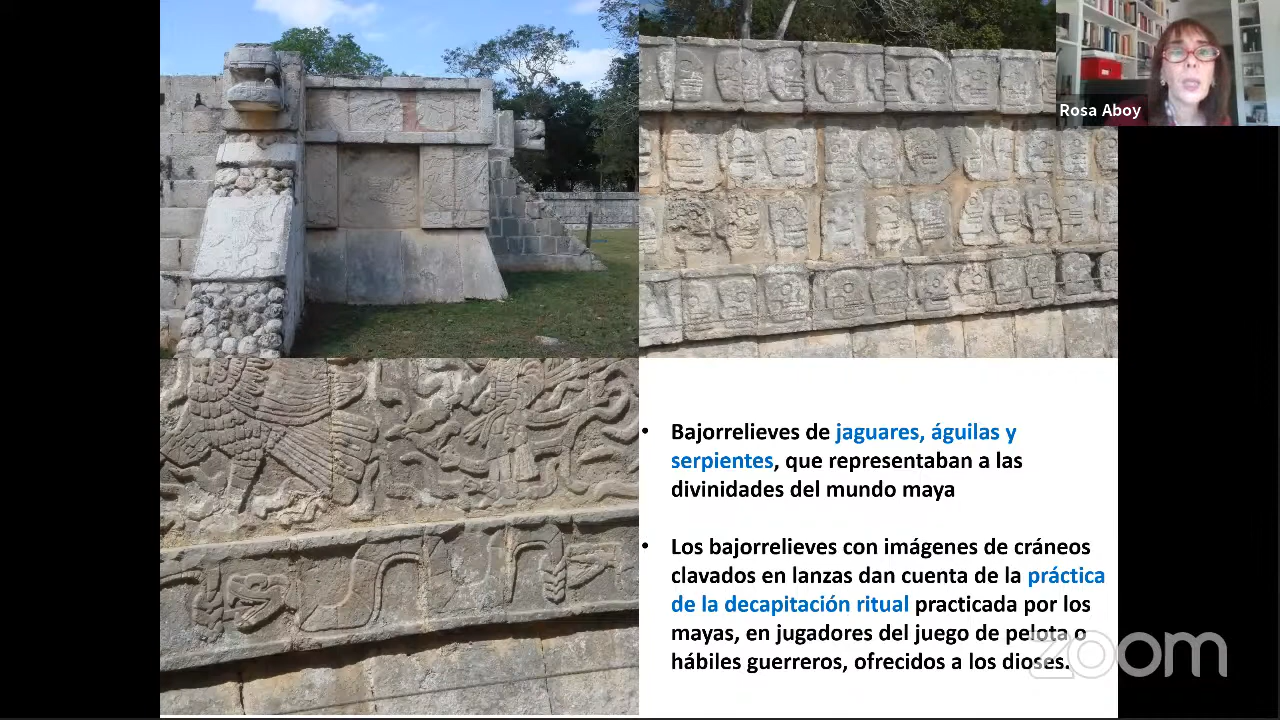 Rosa Aboy
• Bajorrelieves de jaguares, águilas y
serpientes, que representaban a las
divinidades del mundo maya
• Los bajorrelieves con imágenes de cráneos
clavados en lanzas dan cuenta de la práctica
de la decapitación ritual practicada por los
mayas, en jugadores del juego de pelota o
hábiles guerreros, ofrecidos a los dioses.
zoom